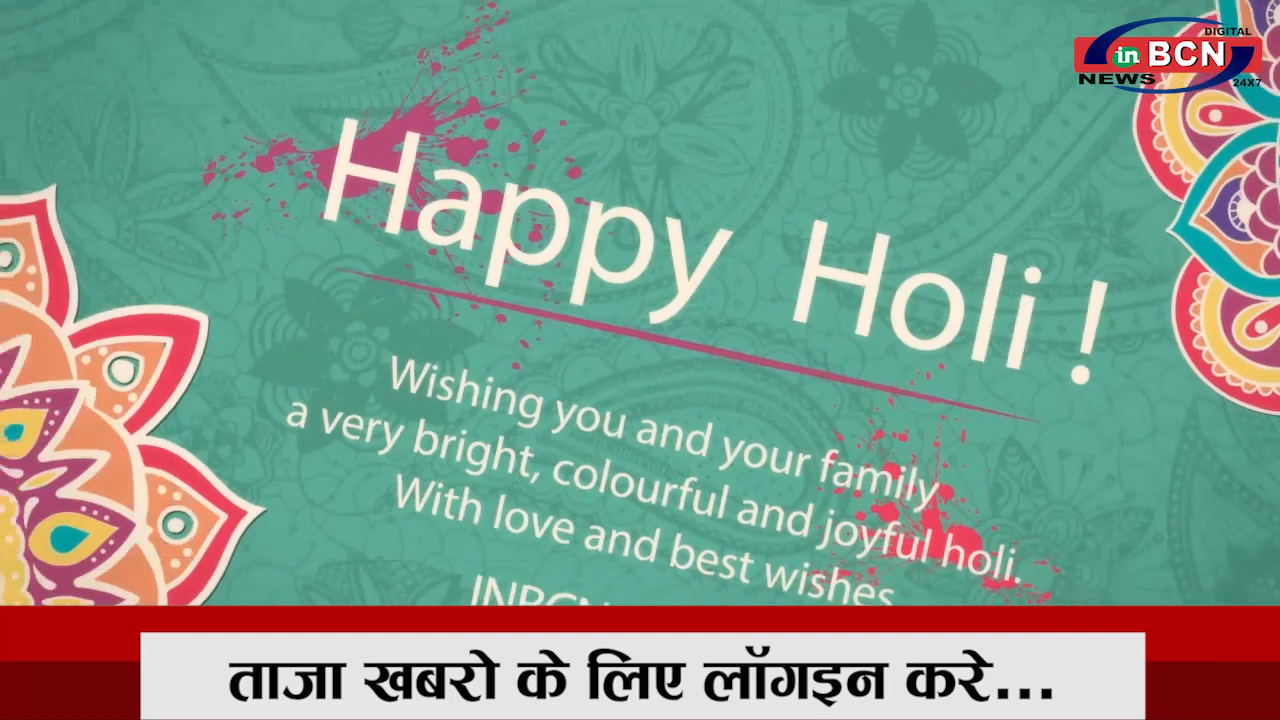 DIGITAL
in BCN
NEWS 24X7
Happy Holi !
Wishing you and your family
a very bright, colourful and joyful holi.
With love and best wishes
INBCN
ताजा खबरो के लिए लॉगइन करे...